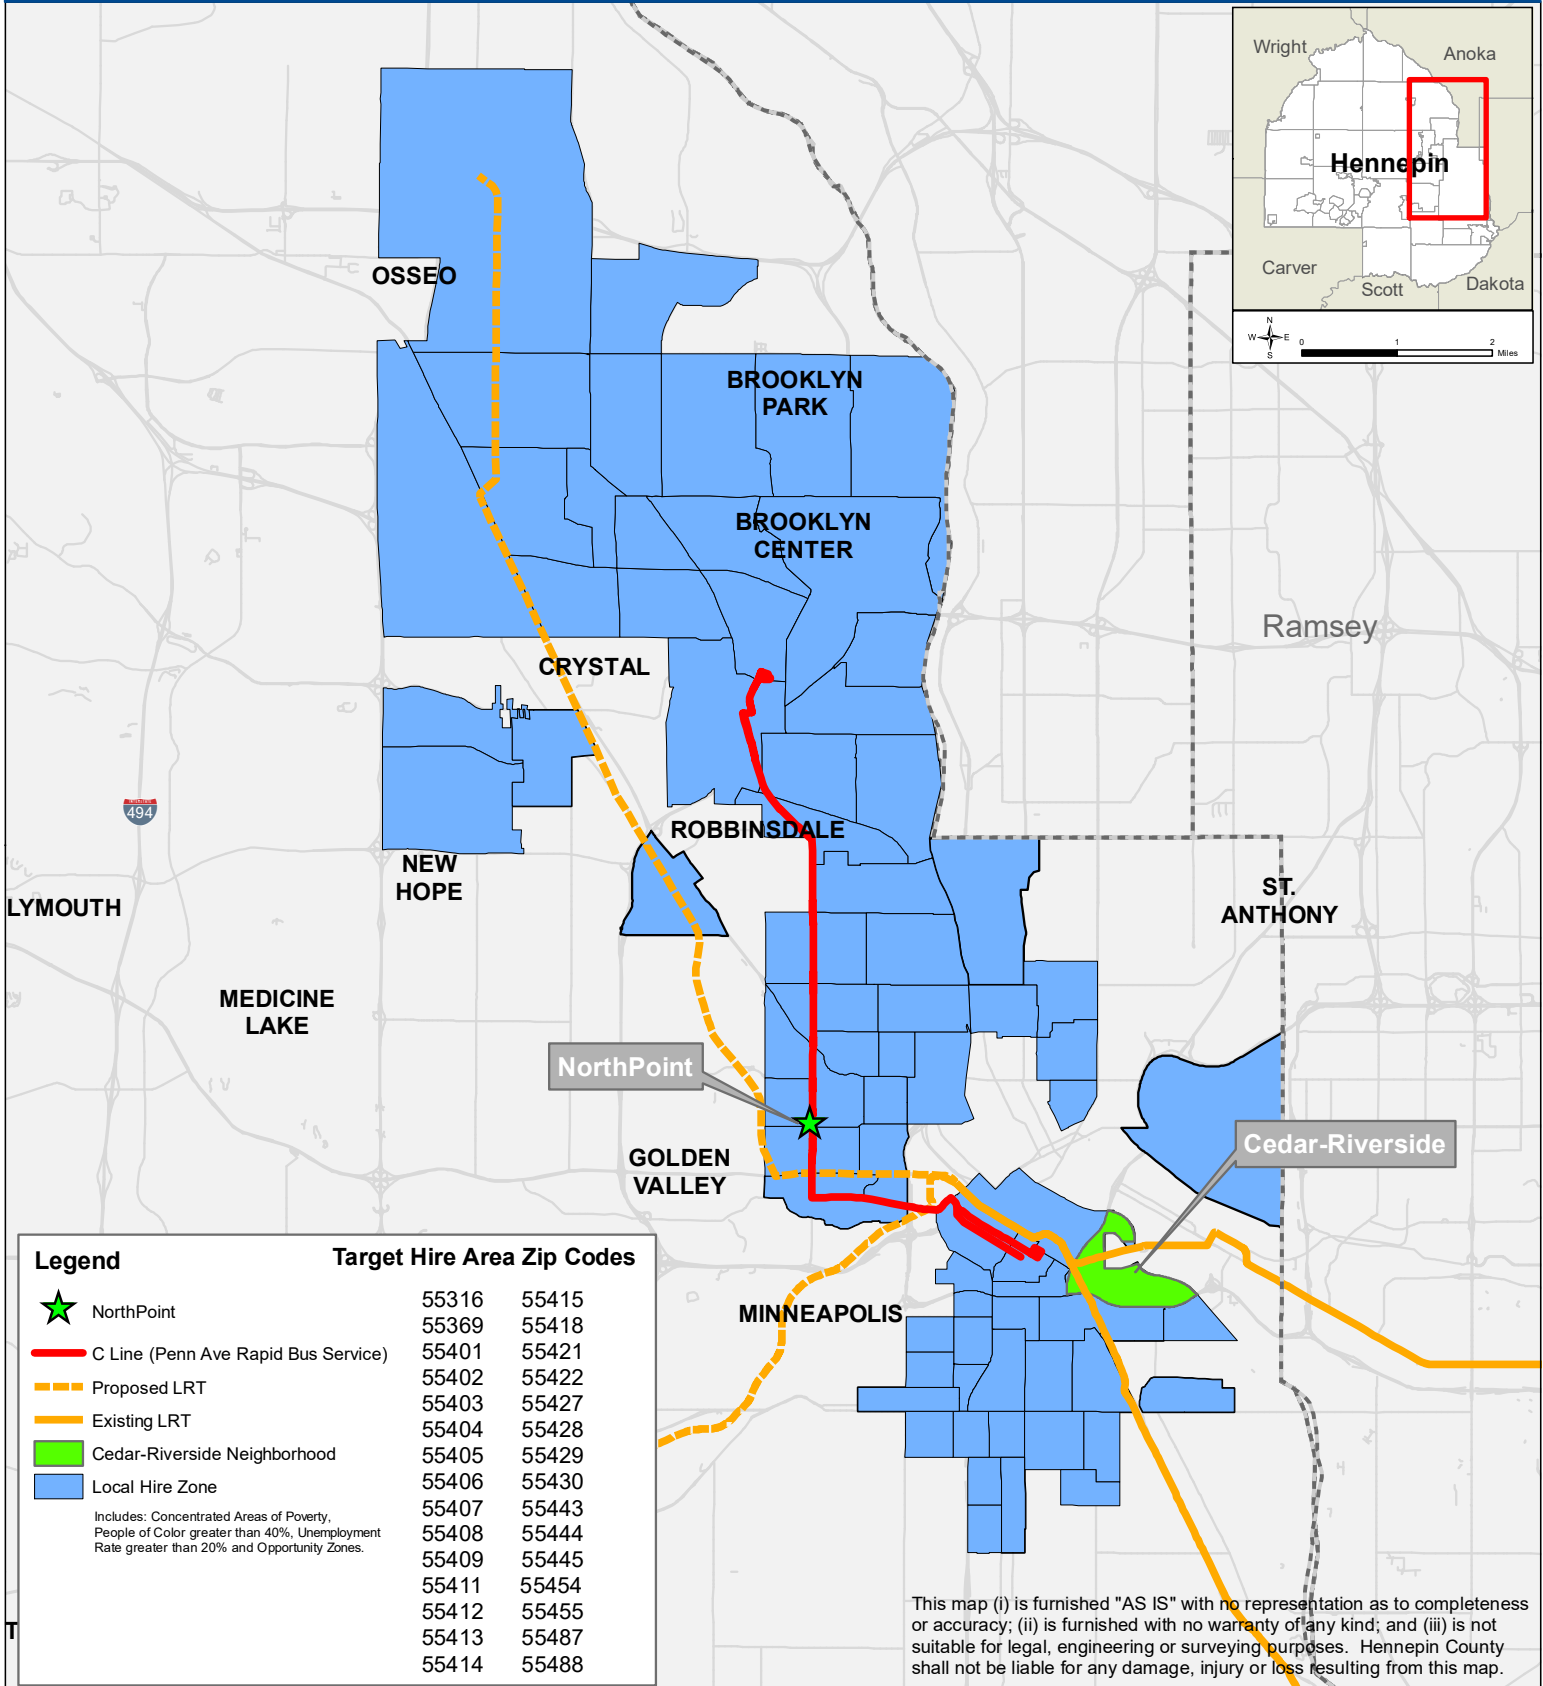 Wright
Anoka
Hennepin
Carver
Scott
Dakota
N
W
E
S
0
1
2
Miles
OSSEO
BROOKLYN
PARK
BROOKLYN
CENTER
CRYSTAL
Ramsey
INTERSTATE
494
ROBBINSDALE
NEW
HOPE
LYMOUTH
ST.
ANTHONY
MEDICINE
LAKE
NorthPoint
GOLDEN
VALLEY
Cedar-Riverside
MINNEAPOLIS
T
Legend
NorthPoint
C Line (Penn Ave Rapid Bus Service)
Proposed LRT
Existing LRT
Cedar-Riverside Neighborhood
Local Hire Zone
Includes: Concentrated Areas of Poverty,
People of Color greater than 40%, Unemployment
Rate greater than 20% and Opportunity Zones.
Target Hire Area Zip Codes
55316 55415
55369 55418
55401 55421
55402 55422
55403 55427
55404 55428
55405 55429
55406 55430
55407 55443
55408 55444
55409 55445
55411 55454
55412 55455
55413 55487
55414 55488
This map (i) is furnished "AS IS" with no representation as to completeness
or accuracy; (ii) is furnished with no warranty of any kind; and (iii) is not
suitable for legal, engineering or surveying purposes. Hennepin County
shall not be liable for any damage, injury or loss resulting from this map.